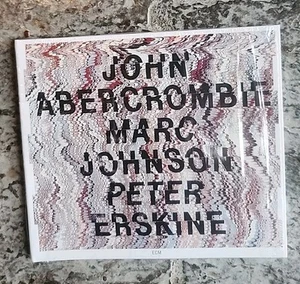 JOHN
ABERCROMBIE
MARC
JOHNSON
PETER
ERSKINE
ECM